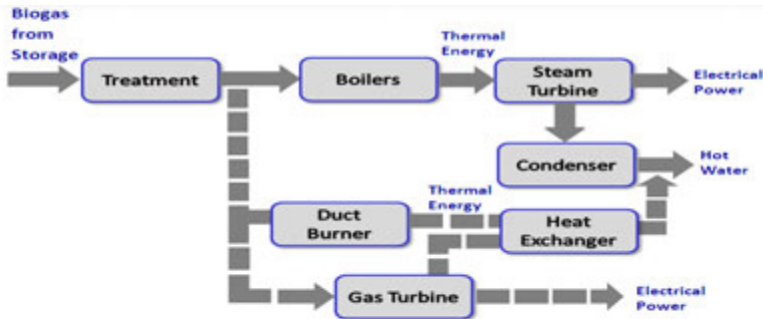 Biogas
from
Storage
Treatment
Boilers
Thermal
Energy
Steam
Turbine
Electrical
Power
Condenser
Hot
Water
Duct
Burner
Thermal
Energy
Heat
Exchanger
Gas Turbine
Electrical
Power